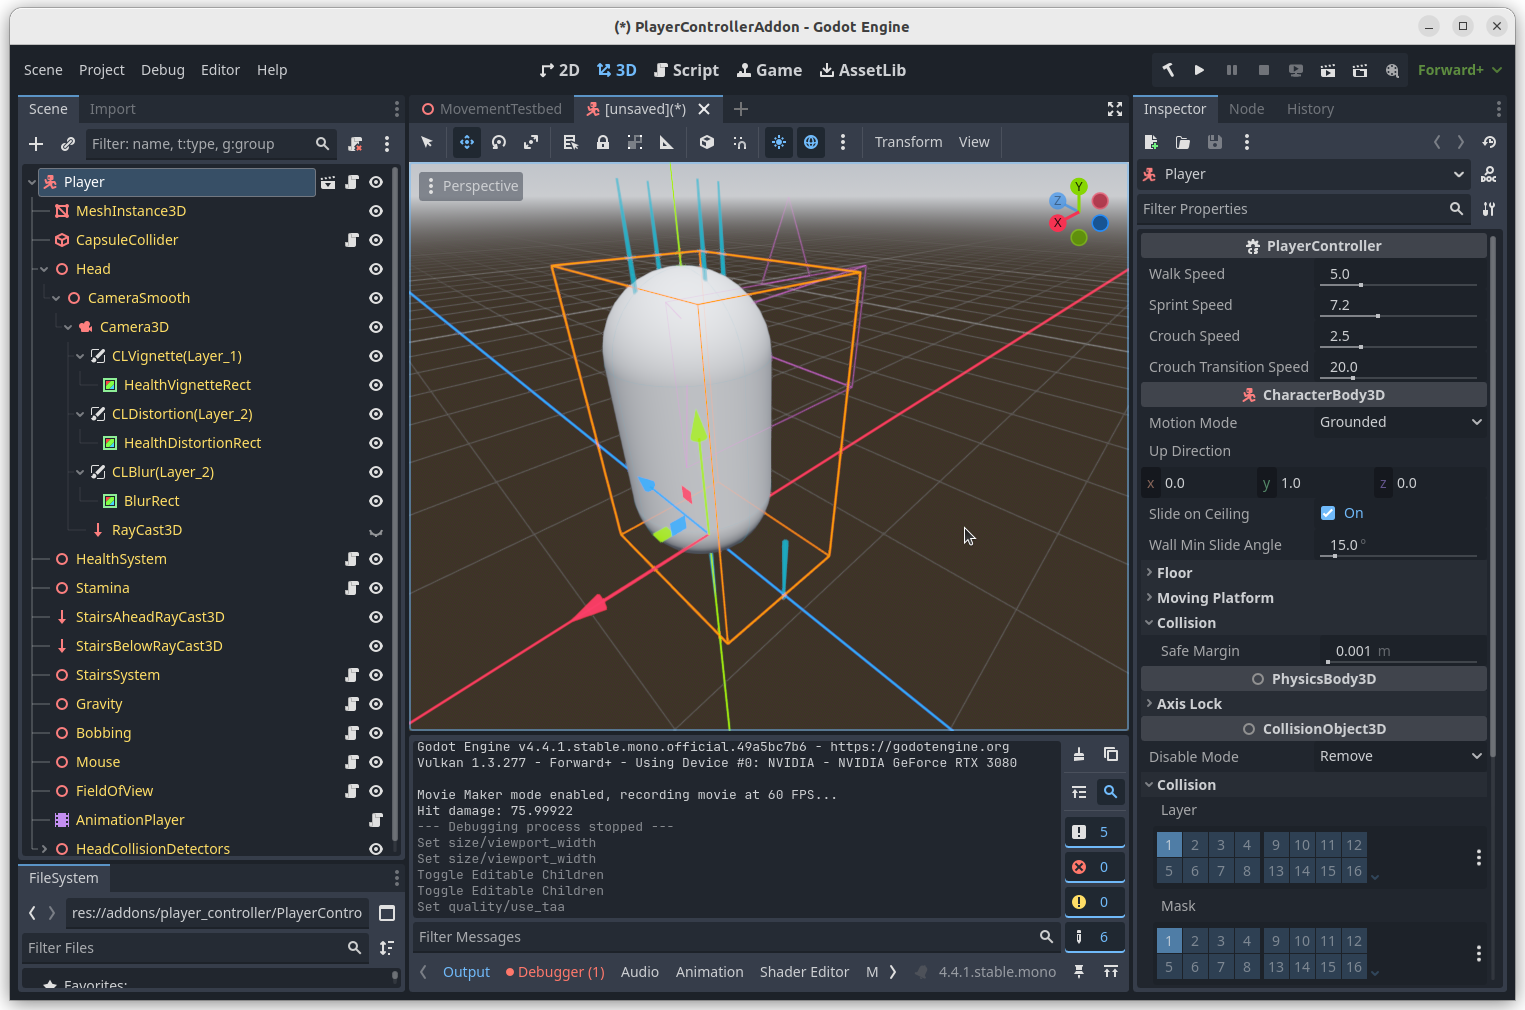 (*) PlayerControllerAddon - Godot Engine
Scene Project Debug Editor Help
2D 3D Script Game AssetLib
Forward+
Scene Import
Filter: name, t:type, g:group
Player
MeshInstance3D
CapsuleCollider
Head
CameraSmooth
Camera3D
CLVignette(Layer_1)
HealthVignetteRect
CLDistortion(Layer_2)
HealthDistortionRect
CLBlur(Layer_2)
BlurRect
RayCast3D
HealthSystem
Stamina
StairsAheadRayCast3D
StairsBelowRayCast3D
StairsSystem
Gravity
Bobbing
Mouse
FieldOfView
AnimationPlayer
HeadCollisionDetectors
FileSystem
res://addons/player_controller/PlayerContro
Filter Files
Favorites:
MovementTestbed [unsaved](*)
Transform View
Perspective
Y
Z
X
Godot Engine v4.4.1.stable.mono.official.49a5bc7b6 - https://godotengine.org
Vulkan 1.3.277 - Forward+ - Using Device #0: NVIDIA - NVIDIA GeForce RTX 3080
Movie Maker mode enabled, recording movie at 60 FPS...
Hit damage: 75.99922
--- Debugging process stopped ---
Set size/viewport_width
Set size/viewport_width
Toggle Editable Children
Toggle Editable Children
Set quality/use_taa
5
0
0
6
Filter Messages
Output Debugger (1) Audio Animation Shader Editor M 4.4.1.stable.mono
Inspector Node History
Player
DOC
Filter Properties
PlayerController
Walk Speed 5.0
Sprint Speed 7.2
Crouch Speed 2.5
Crouch Transition Speed 20.0
CharacterBody3D
Motion Mode Grounded
Up Direction
x 0.0 y 1.0 z 0.0
Slide on Ceiling On
Wall Min Slide Angle 15.0 °
Floor
Moving Platform
Collision
Safe Margin 0.001 m
PhysicsBody3D
Axis Lock
CollisionObject3D
Disable Mode Remove
Collision
Layer
1 2 3 4 9 10 11 12
5 6 7 8 13 14 15 16
Mask
1 2 3 4 9 10 11 12
5 6 7 8 13 14 15 16